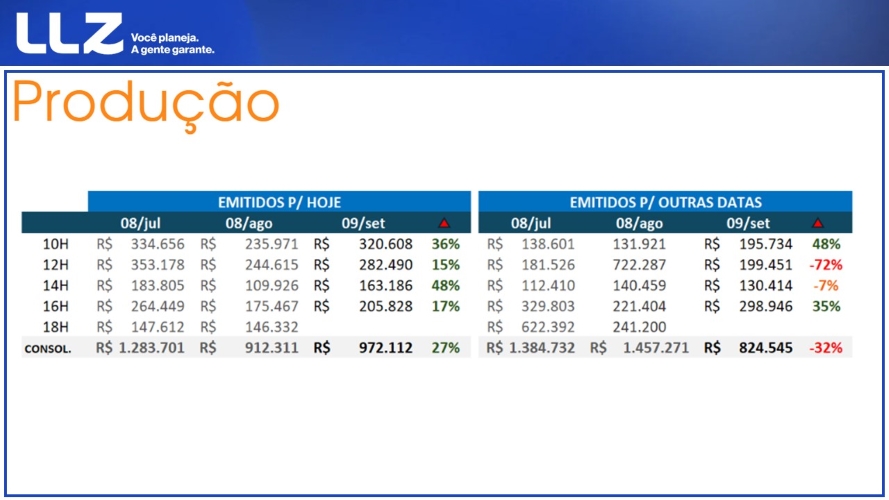 LLZ Você planeja.
A gente garante.
Produção
EMITIDOS P/ HOJE EMITIDOS P/ OUTRAS DATAS
08/jul 08/ago 09/set 08/jul 08/ago 09/set
10H R$ 334.656 R$ 235.971 R$ 320.608 36% R$ 138.601 131.921 R$ 195.734 48%
12H R$ 353.178 R$ 244.615 R$ 282.490 15% R$ 181.526 722.287 R$ 199.451 -72%
14H R$ 183.805 R$ 109.926 R$ 163.186 48% R$ 112.410 140.459 R$ 130.414 -7%
16H R$ 264.449 R$ 175.467 R$ 205.828 17% R$ 329.803 221.404 R$ 298.946 35%
18H R$ 147.612 R$ 146.332 R$ 622.392 241.200
CONSOL. R$ 1.283.701 R$ 912.311 R$ 972.112 27% R$ 1.384.732 R$ 1.457.271 R$ 824.545 -32%